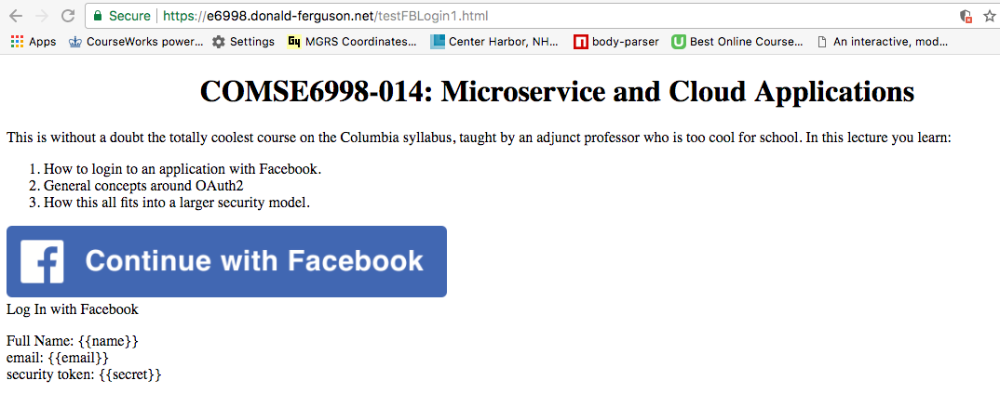 Secure | https://e6998.donald-ferguson.net/testFBLogin1.html
Apps CourseWorks power... Settings Gy MGRS Coordinates... Center Harbor, NH... body-parser Best Online Course... An interactive, mod...
COMSE6998-014: Microservice and Cloud Applications
This is without a doubt the totally coolest course on the Columbia syllabus, taught by an adjunct professor who is too cool for school. In this lecture you learn:
1. How to login to an application with Facebook.
2. General concepts around OAuth2
3. How this all fits into a larger security model.
Continue with Facebook
Log In with Facebook
Full Name: {{name}}
email: {{email}}
security token: {{secret}}